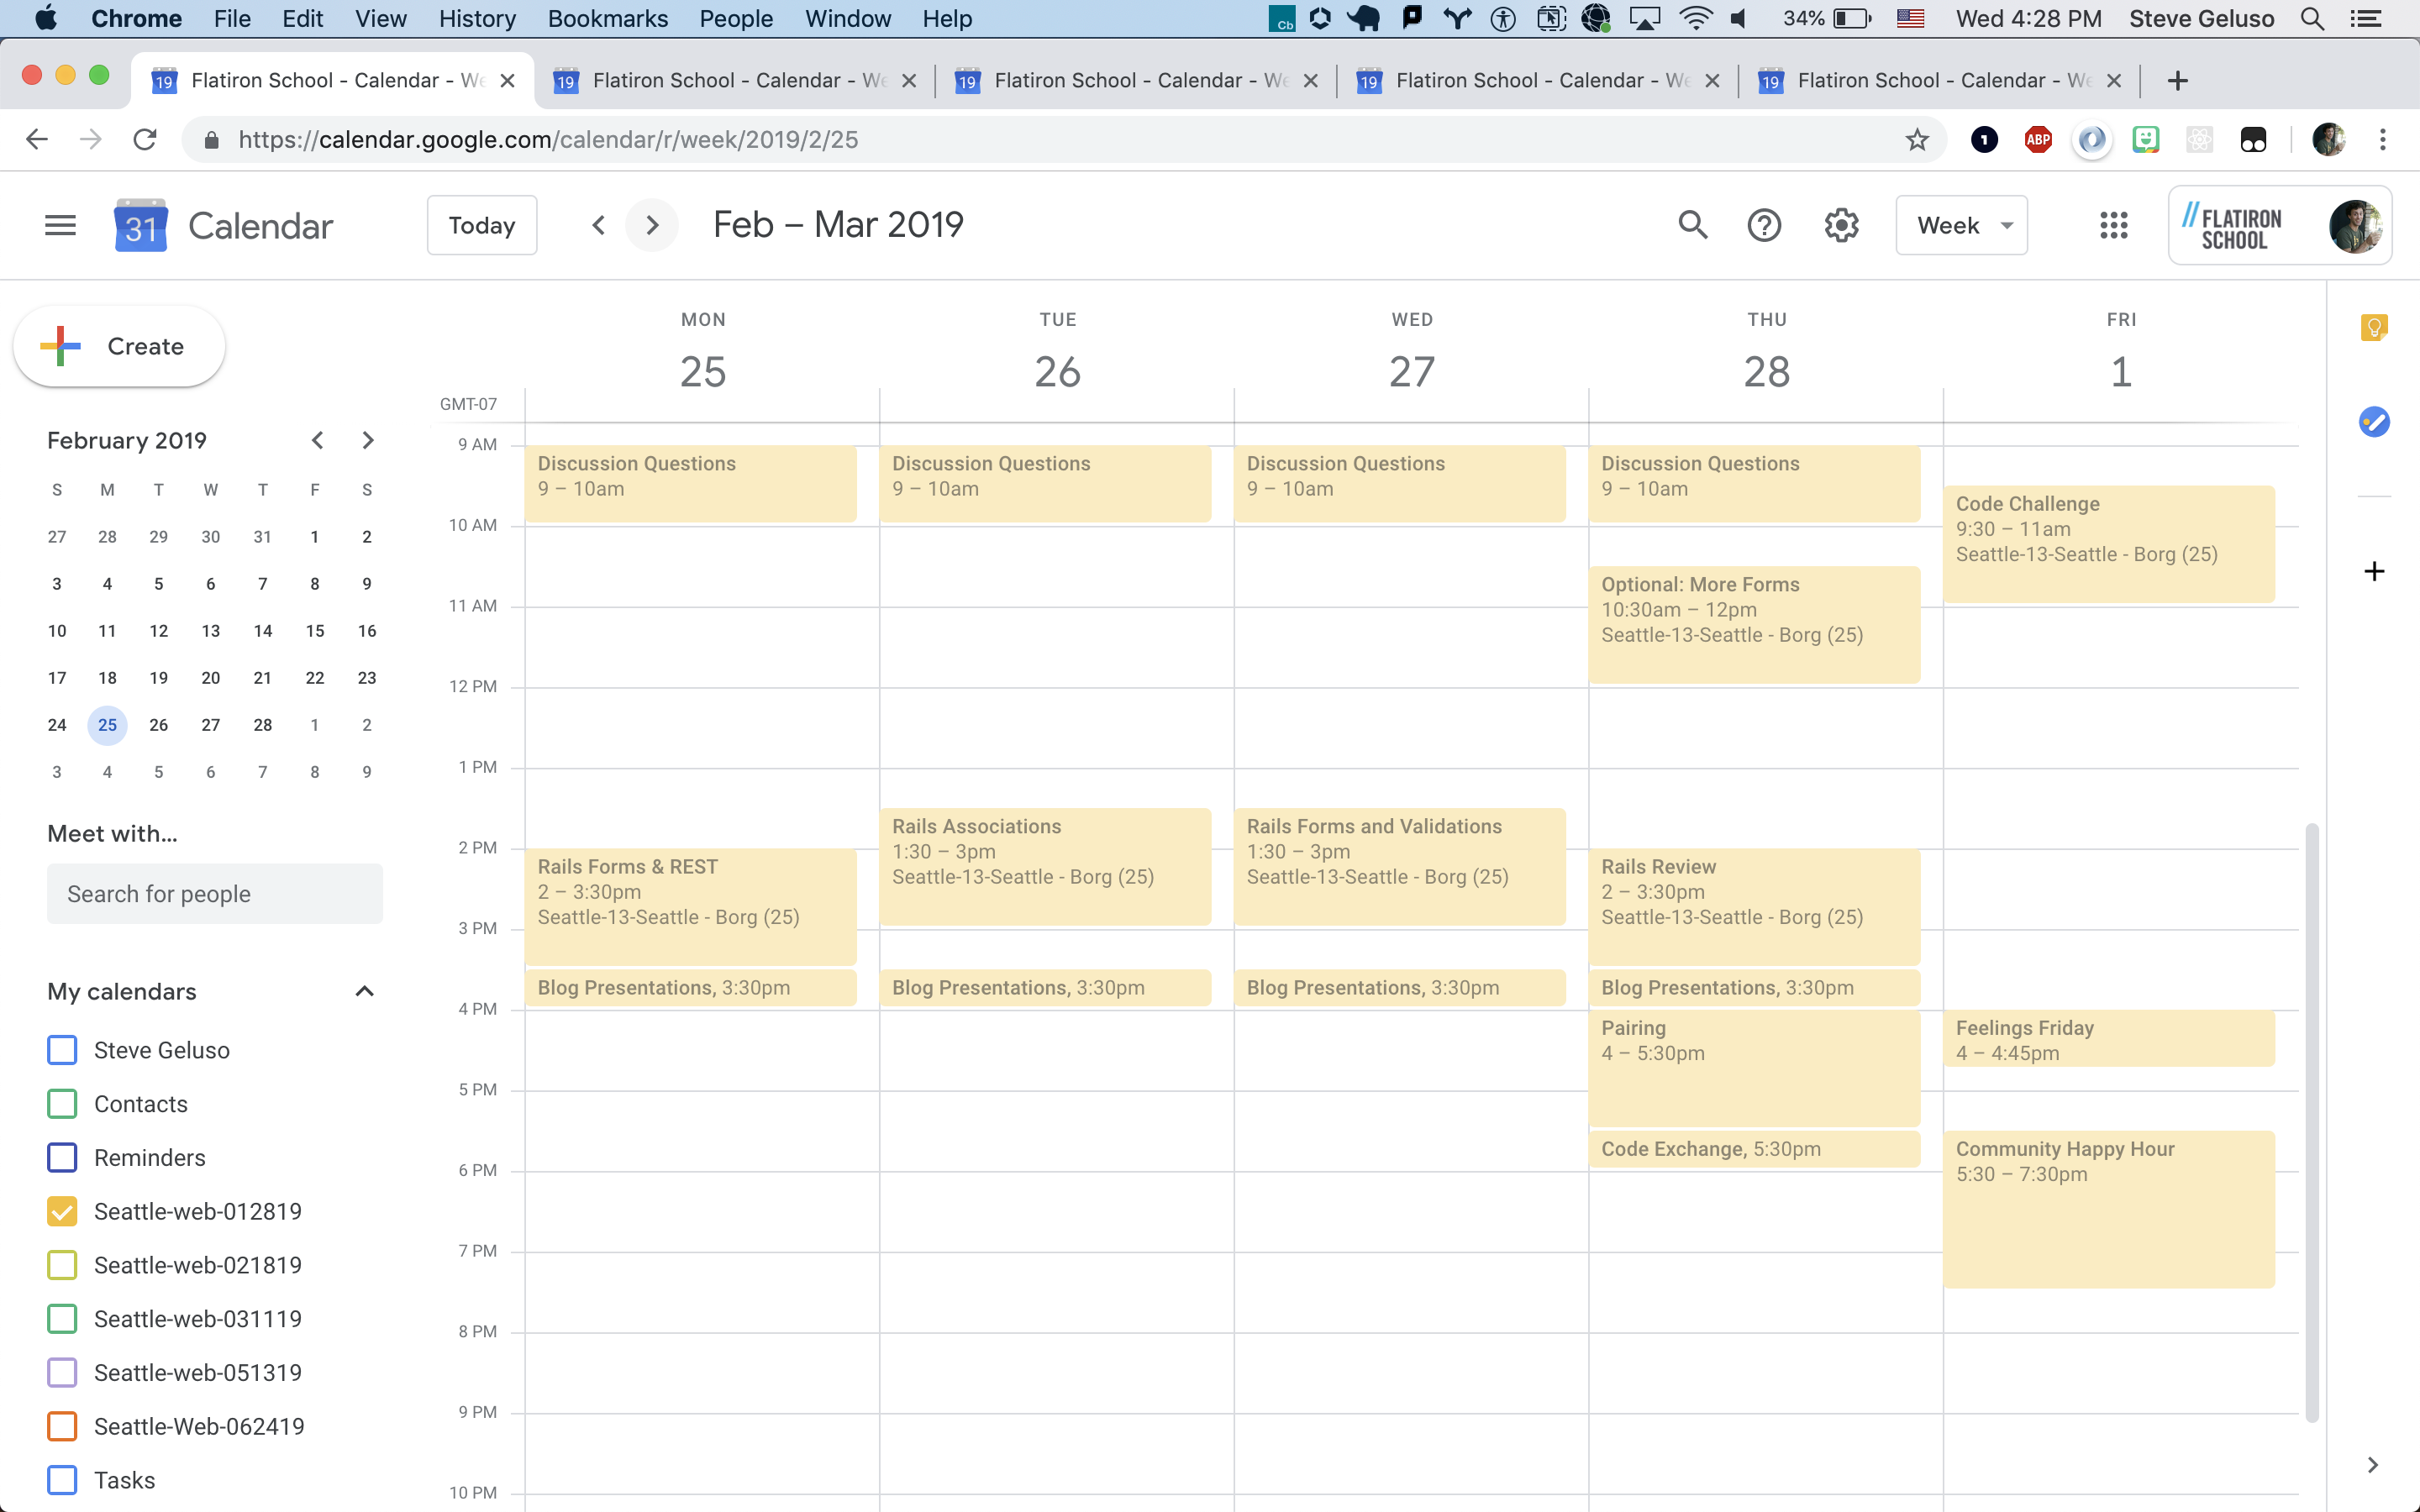 Chrome File Edit View History Bookmarks People Window Help
Cb 34% Wed 4:28 PM Steve Geluso
19 Flatiron School - Calendar - We
19 Flatiron School - Calendar - We
19 Flatiron School - Calendar - We
19 Flatiron School - Calendar - We
19 Flatiron School - Calendar - We
https://calendar.google.com/calendar/r/week/2019/2/25
1 ABP
31 Calendar
Today
Feb – Mar 2019
Week
FLATIRON
SCHOOL
Create
February 2019
S M T W T F S
27 28 29 30 31 1 2
3 4 5 6 7 8 9
10 11 12 13 14 15 16
17 18 19 20 21 22 23
24 25 26 27 28 1 2
3 4 5 6 7 8 9
Meet with...
Search for people
My calendars
Steve Geluso
Contacts
Reminders
Seattle-web-012819
Seattle-web-021819
Seattle-web-031119
Seattle-web-051319
Seattle-Web-062419
Tasks
GMT-07
9 AM
10 AM
11 AM
12 PM
1 PM
2 PM
3 PM
4 PM
5 PM
6 PM
7 PM
8 PM
9 PM
10 PM
MON
25
Discussion Questions
9 – 10am
Rails Forms & REST
2 – 3:30pm
Seattle-13-Seattle - Borg (25)
Blog Presentations, 3:30pm
TUE
26
Discussion Questions
9 – 10am
Rails Associations
1:30 – 3pm
Seattle-13-Seattle - Borg (25)
Blog Presentations, 3:30pm
WED
27
Discussion Questions
9 – 10am
Rails Forms and Validations
1:30 – 3pm
Seattle-13-Seattle - Borg (25)
Blog Presentations, 3:30pm
THU
28
Discussion Questions
9 – 10am
Optional: More Forms
10:30am – 12pm
Seattle-13-Seattle - Borg (25)
Rails Review
2 – 3:30pm
Seattle-13-Seattle - Borg (25)
Blog Presentations, 3:30pm
Pairing
4 – 5:30pm
Code Exchange, 5:30pm
FRI
1
Code Challenge
9:30 – 11am
Seattle-13-Seattle - Borg (25)
Feelings Friday
4 – 4:45pm
Community Happy Hour
5:30 – 7:30pm